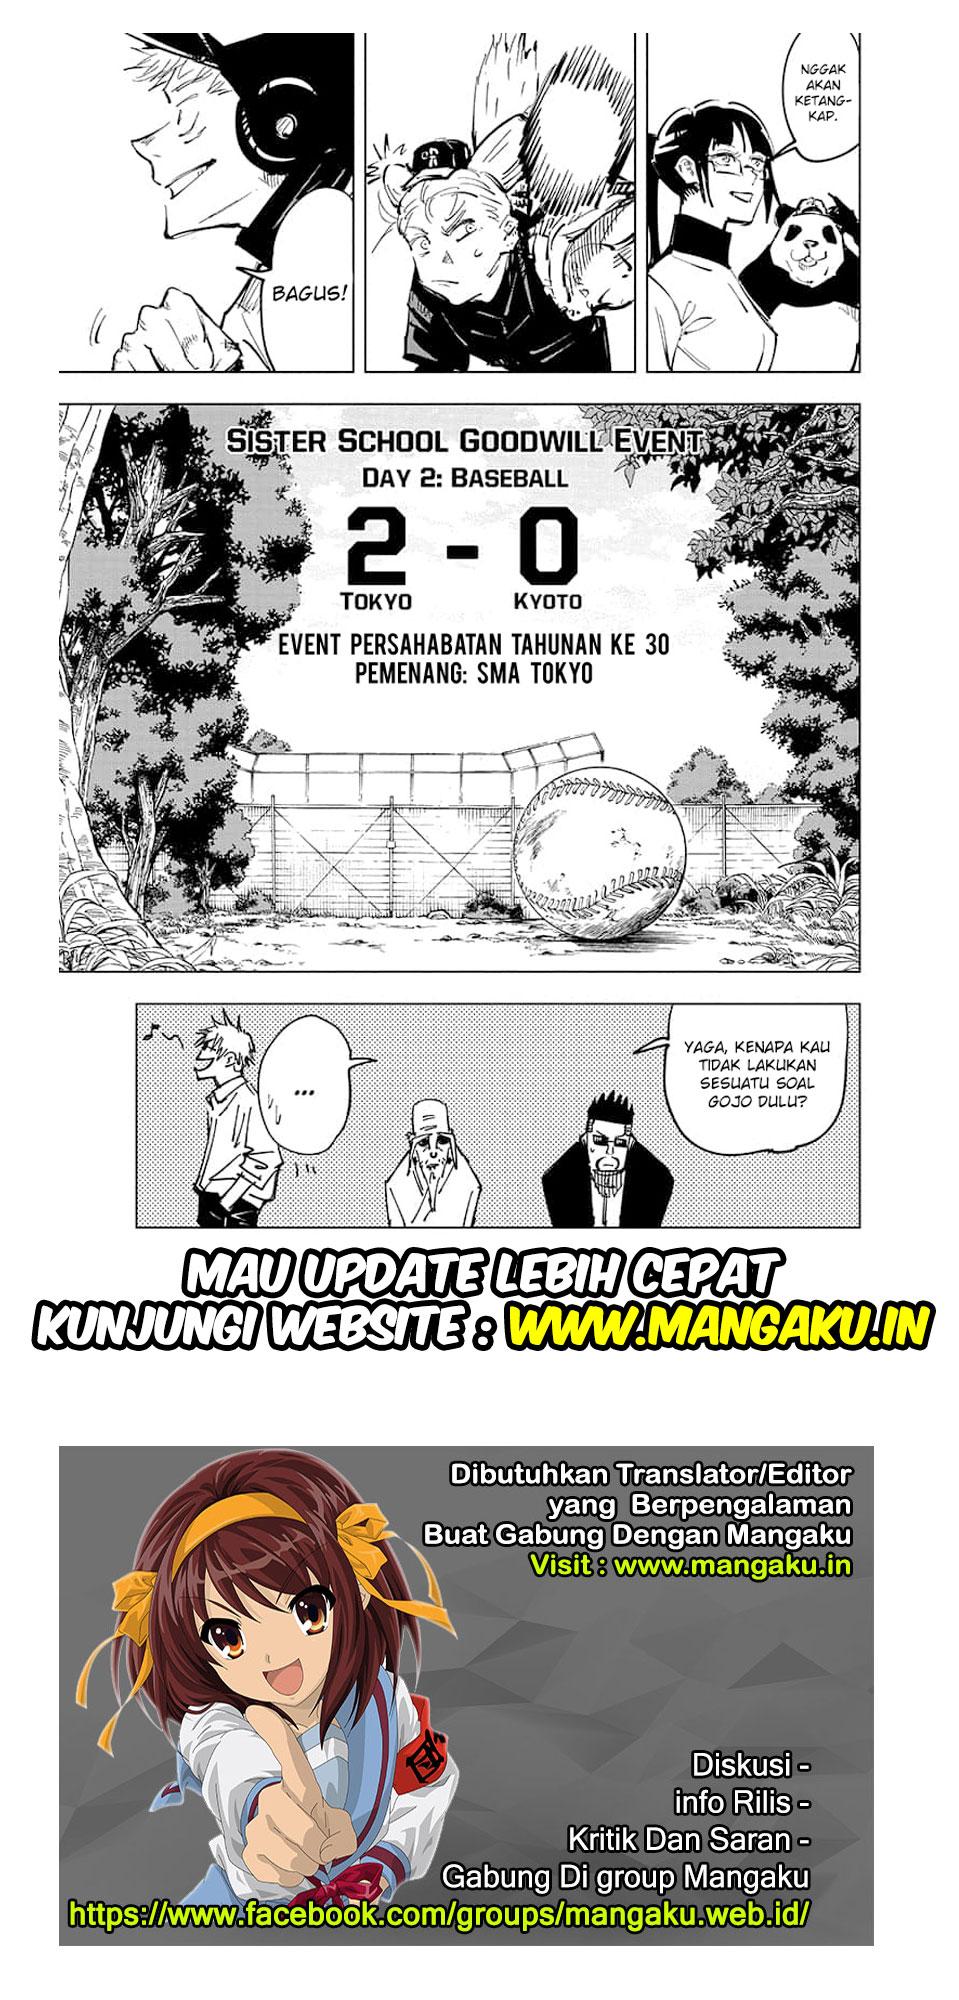 NGGAK
AKAN
KETANG-
KAP.
BAGUS!
SISTER SCHOOL GOODWILL EVENT
DAY 2: BASEBALL
2 - 0
TOKYO KYOTO
EVENT PERSAHABATAN TAHUNAN KE 30
PEMENANG: SMA TOKYO
YAGA, KENAPA KAU
TIDAK LAKUKAN
SESUATU SOAL
GOJO DULU?
...
MAU UPDATE LEBIH CEPAT
KUNJUNGI WEBSITE : WWW.MANGAKU.IN
Dibutuhkan Translator/Editor
yang Berpengalaman
Buat Gabung Dengan Mangaku
Visit : www.mangaku.in
団
Diskusi -
info Rilis -
Kritik Dan Saran -
Gabung Di group Mangaku
https://www.facebook.com/groups/mangaku.web.id/